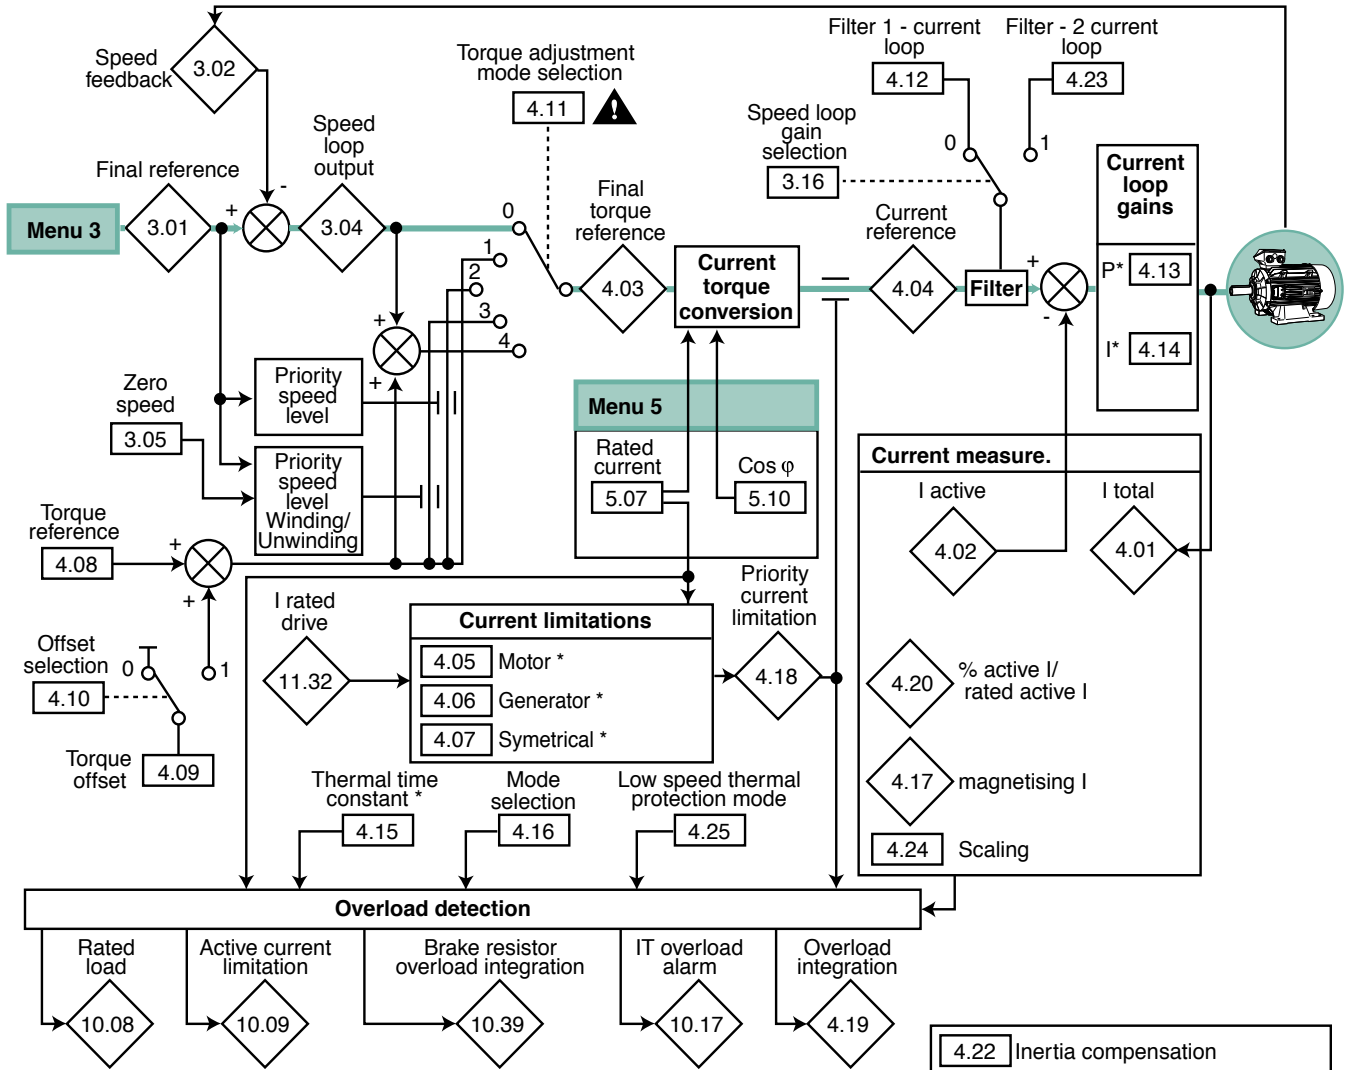 Speed
feedback
3.02
Torque adjustment
mode selection
4.11
Filter 1 - current
loop
4.12
Filter - 2 current
loop
4.23
Speed loop
gain
selection
3.16
0
1
Current
loop
gains
P*
4.13
I*
4.14
Menu 3
Final reference
3.01
+
-
Speed
loop
output
3.04
0
1
2
3
4
Final
torque
reference
4.03
Current
torque
conversion
Current
reference
4.04
Filter
+
-
+
+
Priority
speed
level
Zero
speed
3.05
Priority
speed
level
Winding/
Unwinding
Menu 5
Rated
current
5.07
Cos φ
5.10
Current measure.
I active
4.02
I total
4.01
4.20
% active I/
rated active I
4.17
magnetising I
4.24
Scaling
Torque
reference
4.08
+
+
Offset
selection
4.10
0
1
Torque
offset
4.09
I rated
drive
11.32
Current limitations
4.05 Motor *
4.06 Generator *
4.07 Symetrical *
Priority
current
limitation
4.18
Thermal time
constant *
4.15
Mode
selection
4.16
Low speed thermal
protection mode
4.25
Overload detection
Rated
load
10.08
Active current
limitation
10.09
Brake resistor
overload integration
10.39
IT overload
alarm
10.17
Overload
integration
4.19
4.22 Inertia compensation